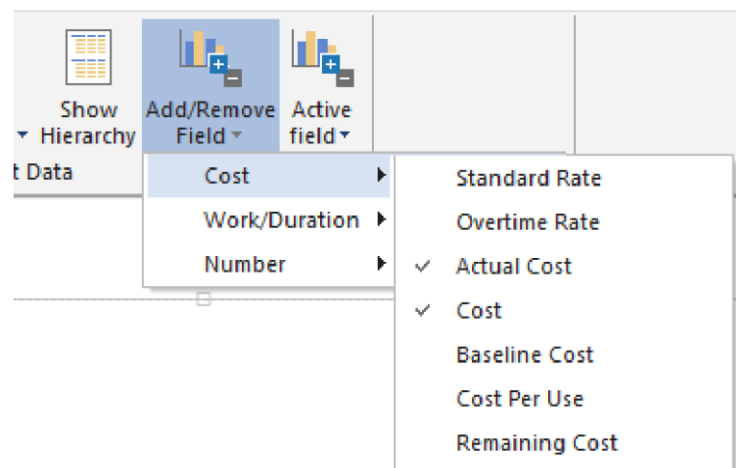 Show
Hierarchy
Add/Remove
Field
Active
field
t Data
Cost
Work/Duration
Number
Standard Rate
Overtime Rate
Actual Cost
Cost
Baseline Cost
Cost Per Use
Remaining Cost